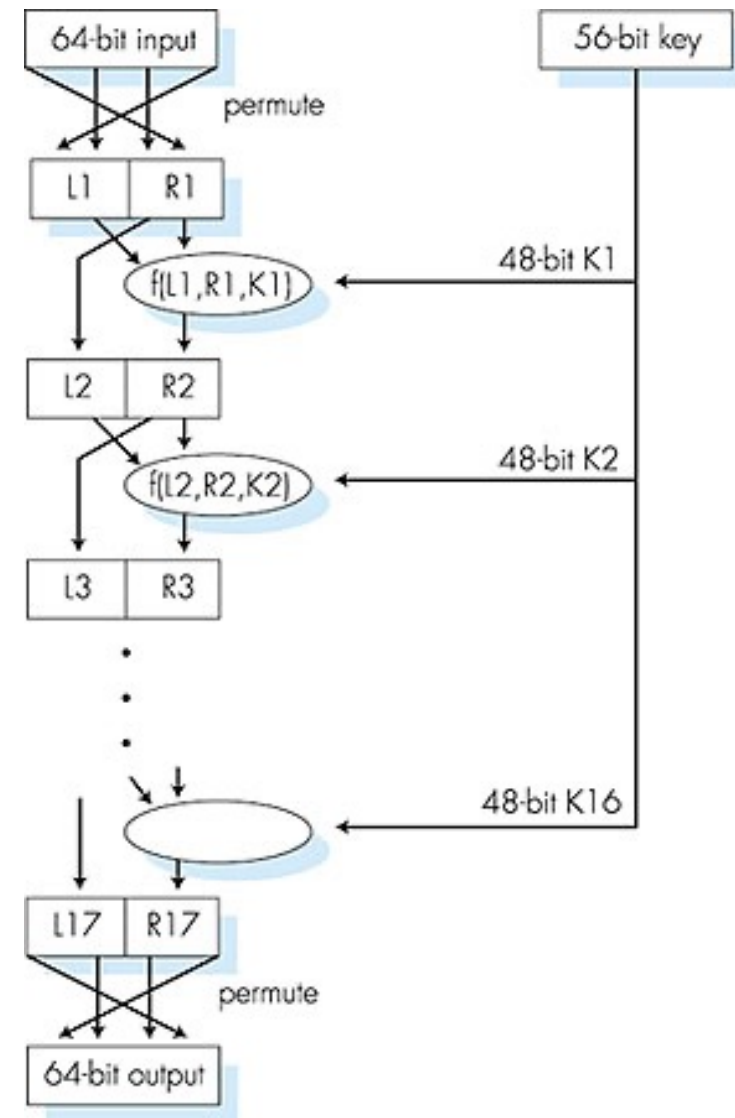 64-bit input
56-bit key
permute
L1 R1
48-bit K1
f(L1,R1,K1)
L2 R2
48-bit K2
f(L2,R2,K2)
L3 R3
48-bit K16
L17 R17
permute
64-bit output